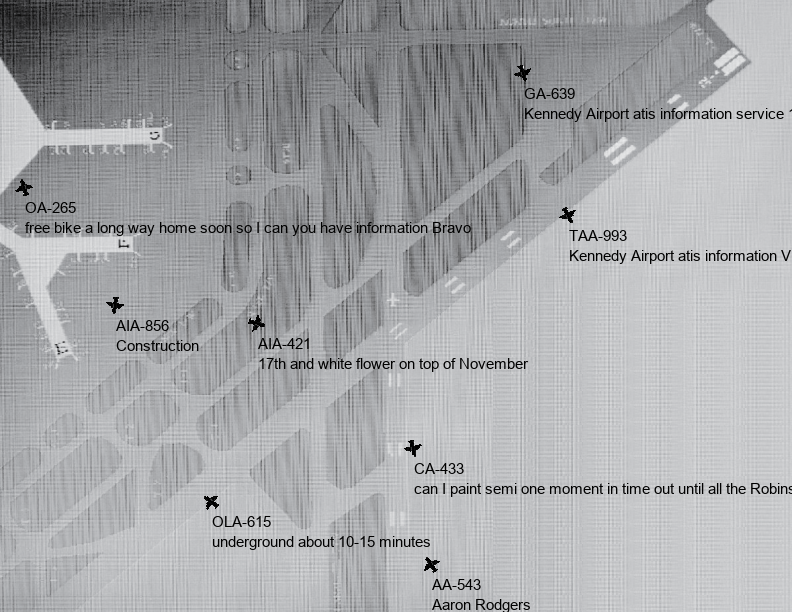 GA-639
Kennedy Airport atis information service
OA-265
free bike a long way home soon so I can you have information Bravo
TAA-993
Kennedy Airport atis information V
AIA-856
Construction
AIA-421
17th and white flower on top of November
CA-433
can I paint semi one moment in time out until all the Robins
OLA-615
underground about 10-15 minutes
AA-543
Aaron Rodgers